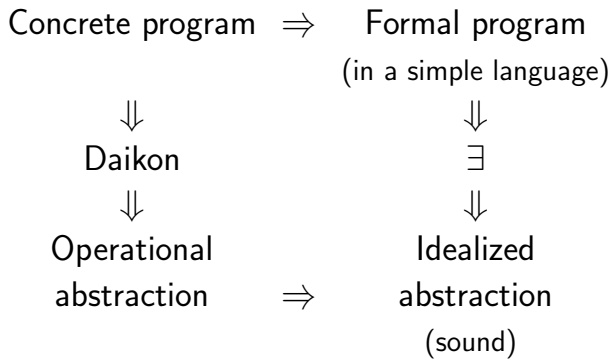 Concrete program ⇒ Formal program
(in a simple language)
⇓ ⇓
Daikon ∃
⇓ ⇓
Operational Idealized
abstraction ⇒ abstraction
(sound)